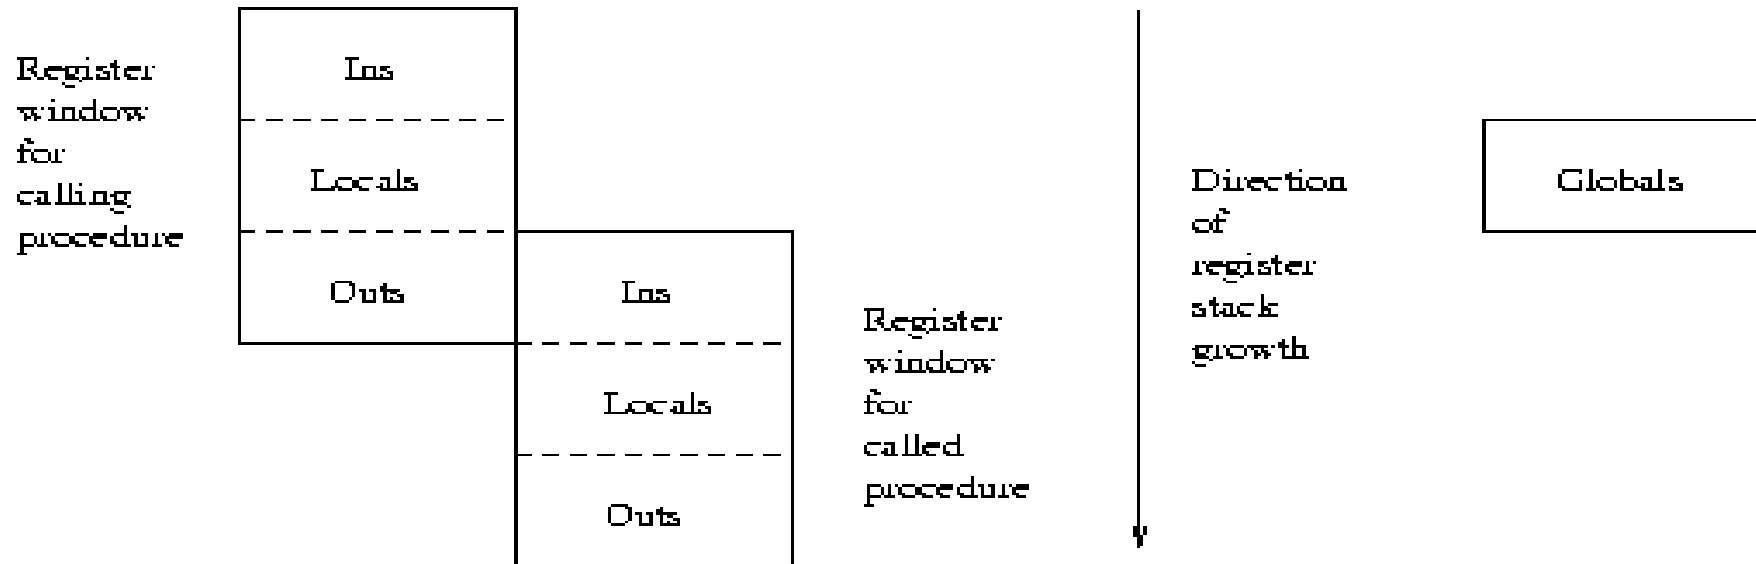 Register
window
for
calling
procedure
Ins
Locals
Outs
Ins
Locals
Outs
Register
window
for
called
procedure
Direction
of
register
stack
growth
Globals